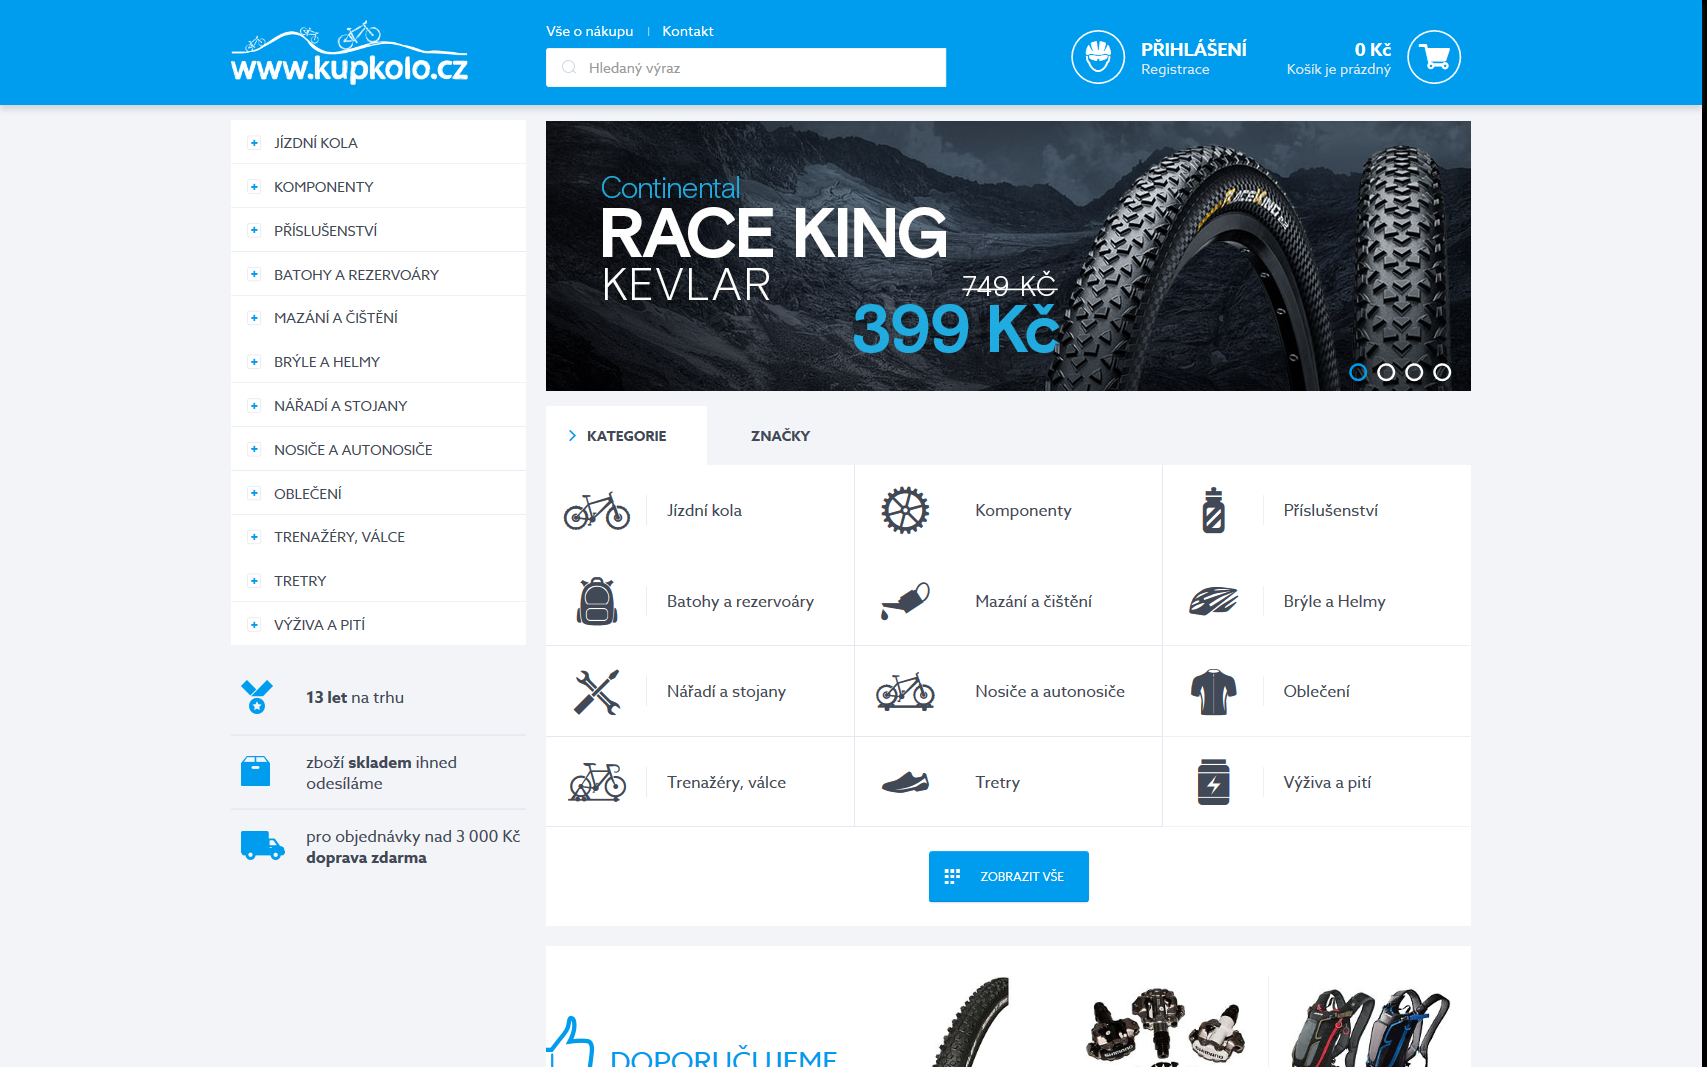 www.kupkolo.cz
Vše o nákupu
Kontakt
Hledaný výraz
PŘIHLÁŠENÍ
Registrace
0 Kč
Košík je prázdný
JÍZDNÍ KOLA
KOMPONENTY
PŘÍSLUŠENSTVÍ
BATOHY A REZERVOÁRY
MAZÁNÍ A ČIŠTĚNÍ
BRÝLE A HELMY
NÁŘADÍ A STOJANY
NOSIČE A AUTONOSIČE
OBLEČENÍ
TRENAŽÉRY, VÁLCE
TRETRY
VÝŽIVA A PITÍ
13 let na trhu
zboží skladem ihned
odesíláme
pro objednávky nad 3 000 Kč
doprava zdarma
Continental
RACE KING
KEVLAR
749 KČ
399 Kč
RACE KING
KATEGORIE
ZNAČKY
Jízdní kola
Komponenty
Příslušenství
Batohy a rezervoáry
Mazání a čištění
Brýle a Helmy
Nářadí a stojany
Nosiče a autonosiče
Oblečení
Trenažéry, válce
Tretry
Výživa a pití
ZOBRAZIT VŠE
DOPORUČUJEME
SHIMANO
SHIMANO